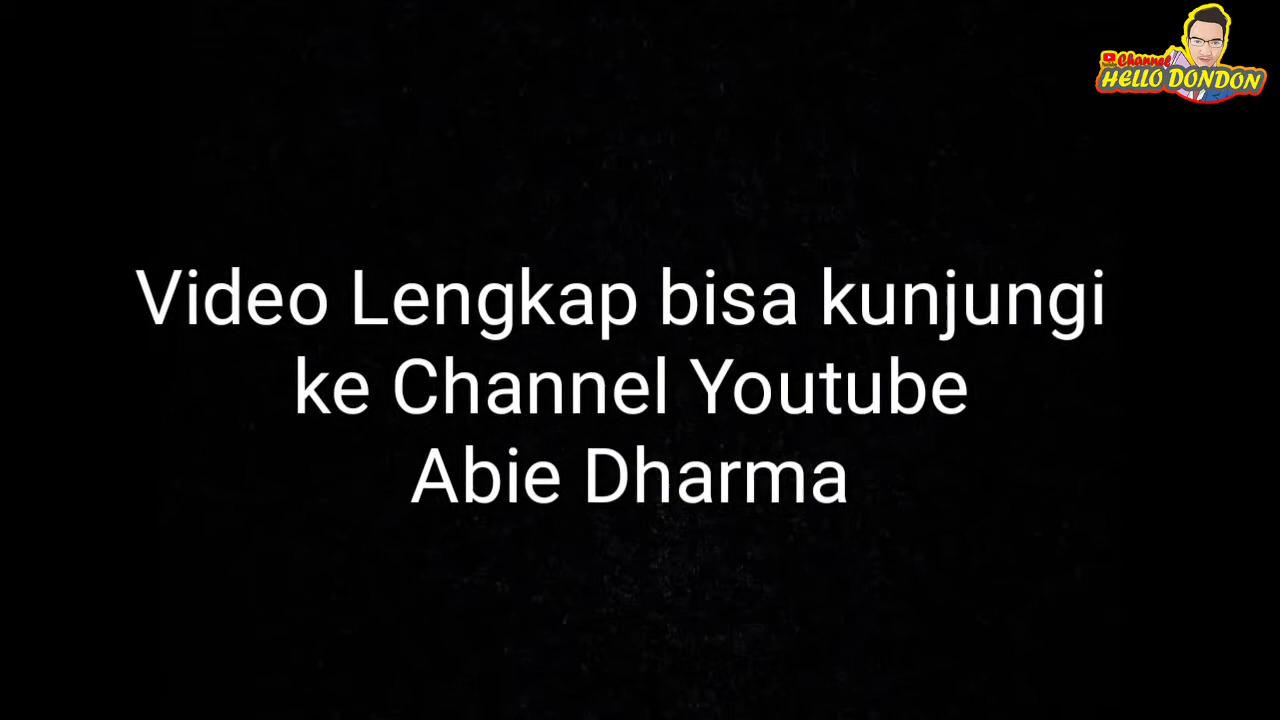 Channel
HELLO DONDON
Video Lengkap bisa kunjungi
ke Channel Youtube
Abie Dharma